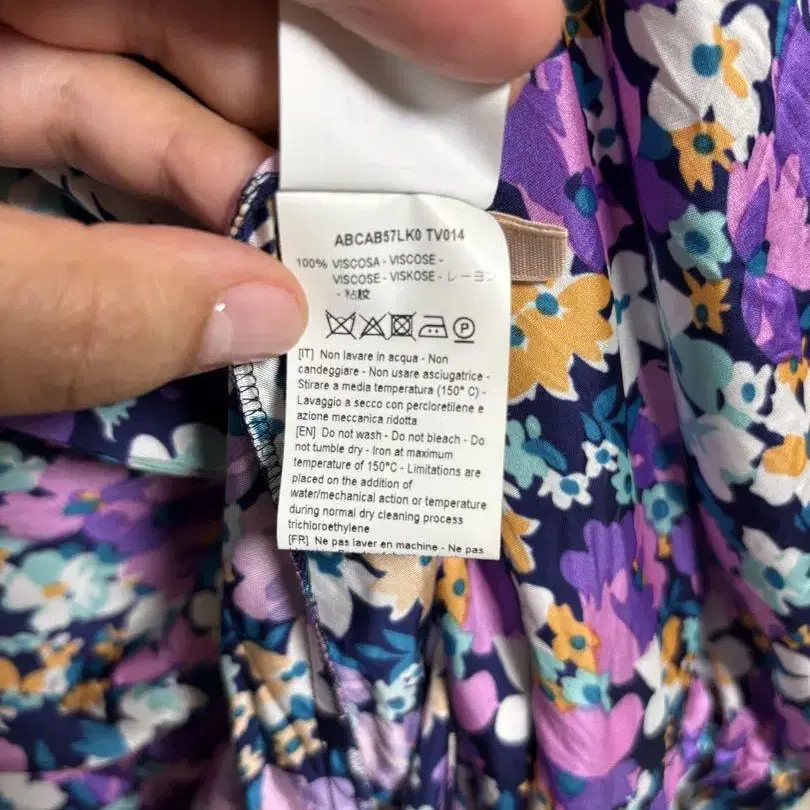 ABCAB57LK0 TV014
100% VISCOSA - VISCOSE -
VISCOSE - VISKOSE - レーヨン
- 粘胶
P
[IT] Non lavare in acqua - Non
candeggiare - Non usare asciugatrice -
Stirare a media temperatura (150° C) -
Lavaggio a secco con percloretilene e
azione meccanica ridotta
[EN] Do not wash - Do not bleach - Do
not tumble dry - Iron at maximum
temperature of 150°C - Limitations are
placed on the addition of
water/mechanical action or temperature
during normal dry cleaning process
trichloroethylene
[FR] Ne pas laver en machine - Ne pas